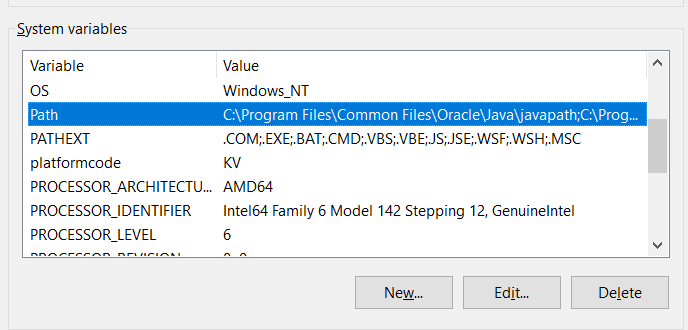 System variables
Variable Value
OS Windows_NT
Path C:\Program Files\Common Files\Oracle\Java\javapath;C:\Prog...
PATHEXT .COM;.EXE;.BAT;.CMD;.VBS;.VBE;.JS;.JSE;.WSF;.WSH;.MSC
platformcode KV
PROCESSOR_ARCHITECTU... AMD64
PROCESSOR_IDENTIFIER Intel64 Family 6 Model 142 Stepping 12, GenuineIntel
PROCESSOR_LEVEL 6
New... Edit... Delete